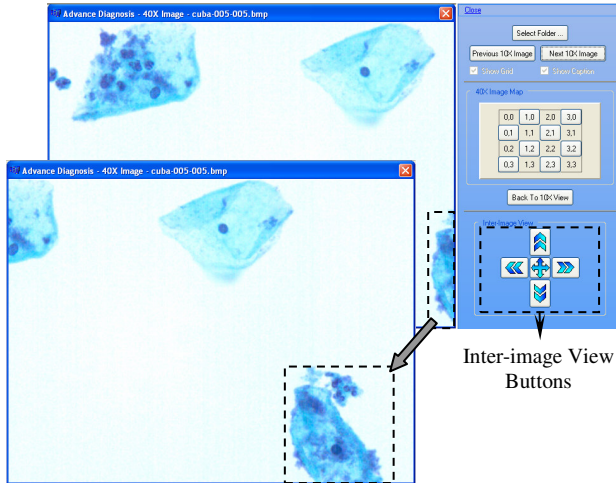 Advance Diagnosis - 40X Image - cuba-005-005.bmp
Close
Select Folder ...
Previous 10X Image
Next 10X Image
Show Grid
Show Caption
40X Image Map
0,0 1,0 2,0 3,0
0,1 1,1 2,1 3,1
0,2 1,2 2,2 3,2
0,3 1,3 2,3 3,3
Back To 10X View
Inter-Image View
Advance Diagnosis - 40X Image - cuba-005-005.bmp
Inter-image View
Buttons